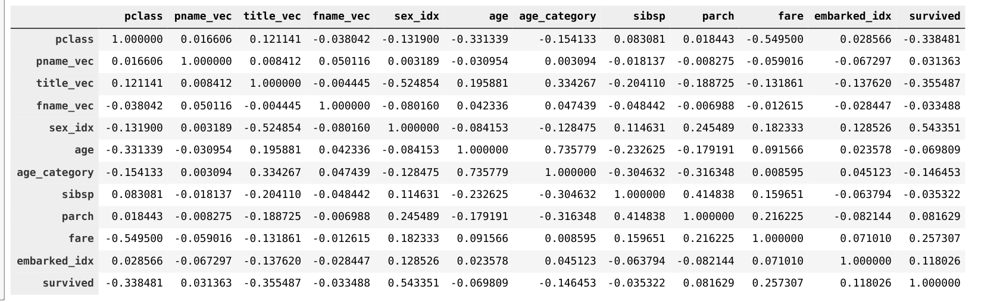 pclass pname_vec title_vec fname_vec sex_idx age age_category sibsp parch fare embarked_idx survived
pclass 1.000000 0.016606 0.121141 -0.038042 -0.131900 -0.331339 -0.154133 0.083081 0.018443 -0.549500 0.028566 -0.338481
pname_vec 0.016606 1.000000 0.008412 0.050116 0.003189 -0.030954 0.003094 -0.018137 -0.008275 -0.059016 -0.067297 0.031363
title_vec 0.121141 0.008412 1.000000 -0.004445 -0.524854 0.195881 0.334267 -0.204110 -0.188725 -0.131861 -0.137620 -0.355487
fname_vec -0.038042 0.050116 -0.004445 1.000000 -0.080160 0.042336 0.047439 -0.048442 -0.006988 -0.012615 -0.028447 -0.033488
sex_idx -0.131900 0.003189 -0.524854 -0.080160 1.000000 -0.084153 -0.128475 0.114631 0.245489 0.182333 0.128526 0.543351
age -0.331339 -0.030954 0.195881 0.042336 -0.084153 1.000000 0.735779 -0.232625 -0.179191 0.091566 0.023578 -0.069809
age_category -0.154133 0.003094 0.334267 0.047439 -0.128475 0.735779 1.000000 -0.304632 -0.316348 0.008595 0.045123 -0.146453
sibsp 0.083081 -0.018137 -0.204110 -0.048442 0.114631 -0.232625 -0.304632 1.000000 0.414838 0.159651 -0.063794 -0.035322
parch 0.018443 -0.008275 -0.188725 -0.006988 0.245489 -0.179191 -0.316348 0.414838 1.000000 0.216225 -0.082144 0.081629
fare -0.549500 -0.059016 -0.131861 -0.012615 0.182333 0.091566 0.008595 0.159651 0.216225 1.000000 0.071010 0.257307
embarked_idx 0.028566 -0.067297 -0.137620 -0.028447 0.128526 0.023578 0.045123 -0.063794 -0.082144 0.071010 1.000000 0.118026
survived -0.338481 0.031363 -0.355487 -0.033488 0.543351 -0.069809 -0.146453 -0.035322 0.081629 0.257307 0.118026 1.000000